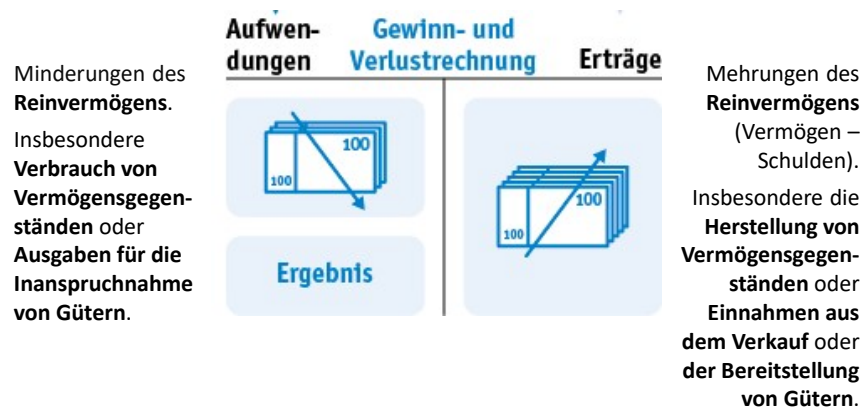 Aufwen-
dungen
Gewinn- und
Verlustrechnung
Erträge
Minderungen des
Reinvermögens.
Insbesondere
Verbrauch von
Vermögensgegen-
ständen oder
Ausgaben für die
Inanspruchnahme
von Gütern.
100
100
Ergebnis
100
100
Mehrungen des
Reinvermögens
(Vermögen –
Schulden).
Insbesondere die
Herstellung von
Vermögensgegen-
ständen oder
Einnahmen aus
dem Verkauf oder
der Bereitstellung
von Gütern.